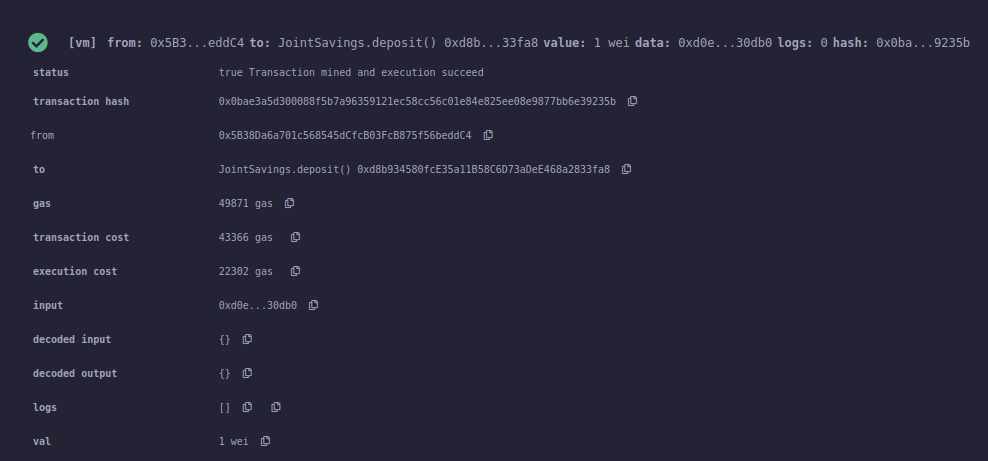 [vm] from: 0x5B3...eddC4 to: JointSavings.deposit() 0xd8b...33fa8 value: 1 wei data: 0xd0e...30db0 logs: 0 hash: 0x0ba...9235b
status true Transaction mined and execution succeed
transaction hash 0x0bae3a5d300088f5b7a96359121ec58cc56c01e84e825ee08e9877bb6e39235b
from 0x5B38Da6a701c568545dCfcB03FcB875f56beddC4
to JointSavings.deposit() 0xd8b934580fcE35a11B58C6D73aDeE468a2833fa8
gas 49871 gas
transaction cost 43366 gas
execution cost 22302 gas
input 0xd0e...30db0
decoded input {}
decoded output {}
logs []
val 1 wei